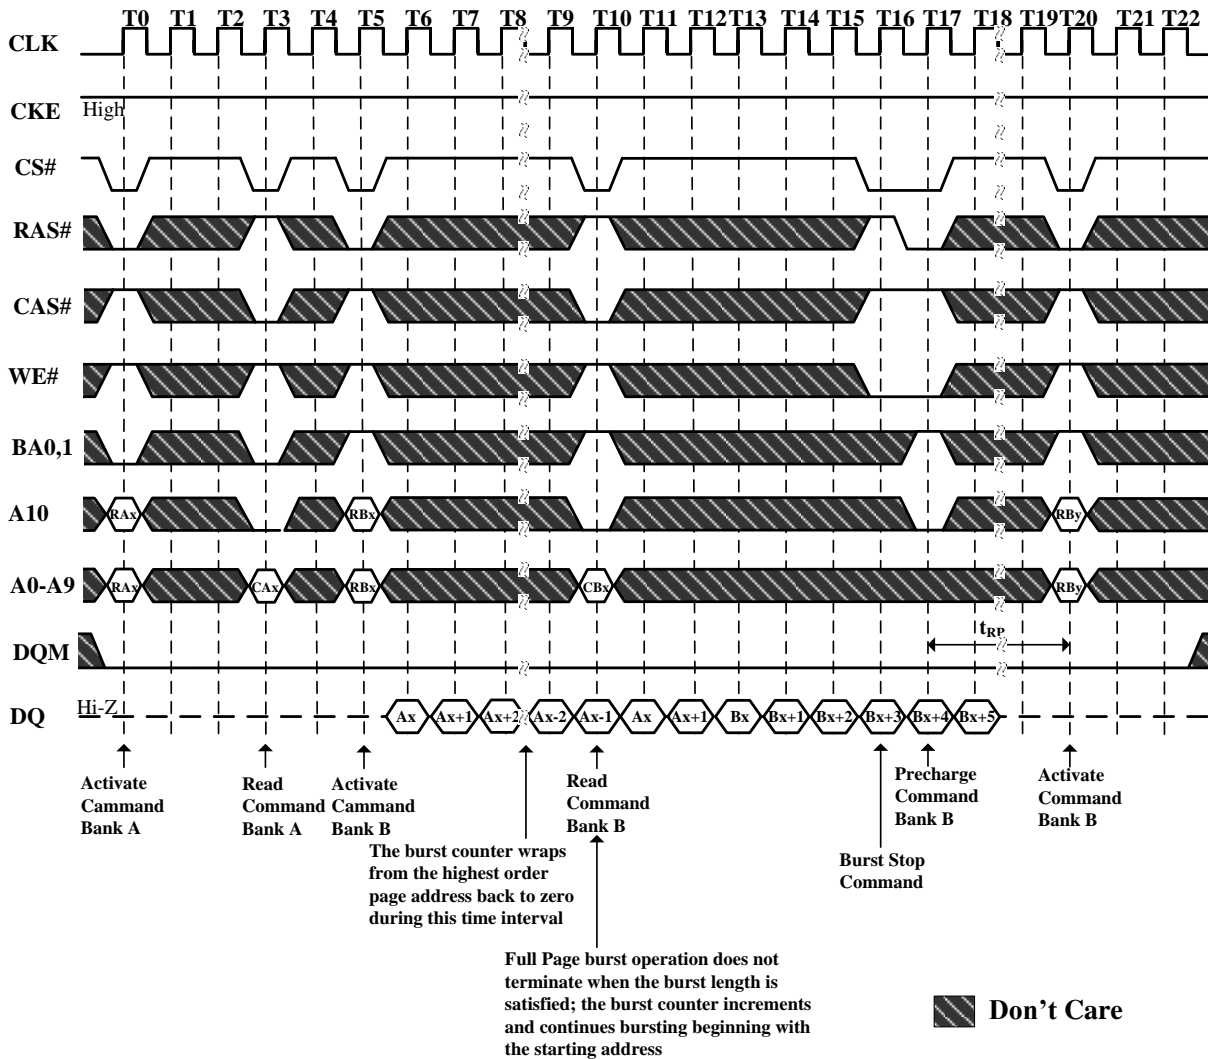 T0 T1 T2 T3 T4 T5 T6 T7 T8 T9 T10 T11 T12 T13 T14 T15 T16 T17 T18 T19 T20 T21 T22
CLK
CKE High
CS#
RAS#
CAS#
WE#
BA0,1
A10 RAx RBx RBy
A0-A9 RAx CAx RBx CBx RBy
tRP
DQM
DQ Hi-Z Ax Ax+1 Ax+2 Ax-2 Ax-1 Ax Ax+1 Bx Bx+1 Bx+2 Bx+3 Bx+4 Bx+5
Activate
Cammand
Bank A
Read
Command
Bank A
Activate
Cammand
Bank B
The burst counter wraps
from the highest order
page address back to zero
during this time interval
Read
Command
Bank B
Full Page burst operation does not
terminate when the burst length is
satisfied; the burst counter increments
and continues bursting beginning with
the starting address
Burst Stop
Command
Precharge
Command
Bank B
Activate
Command
Bank B
Don't Care